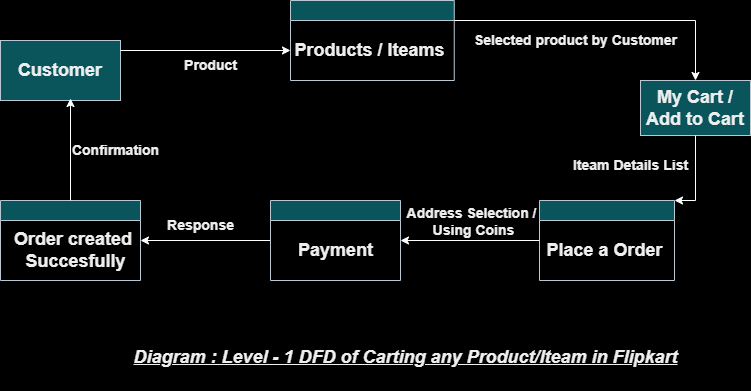 Customer
Product
Products / Iteams
Selected product by Customer
My Cart /
Add to Cart
Iteam Details List
Place a Order
Address Selection /
Using Coins
Payment
Response
Order created
Succesfully
Confirmation
Diagram : Level - 1 DFD of Carting any Product/Iteam in Flipkart